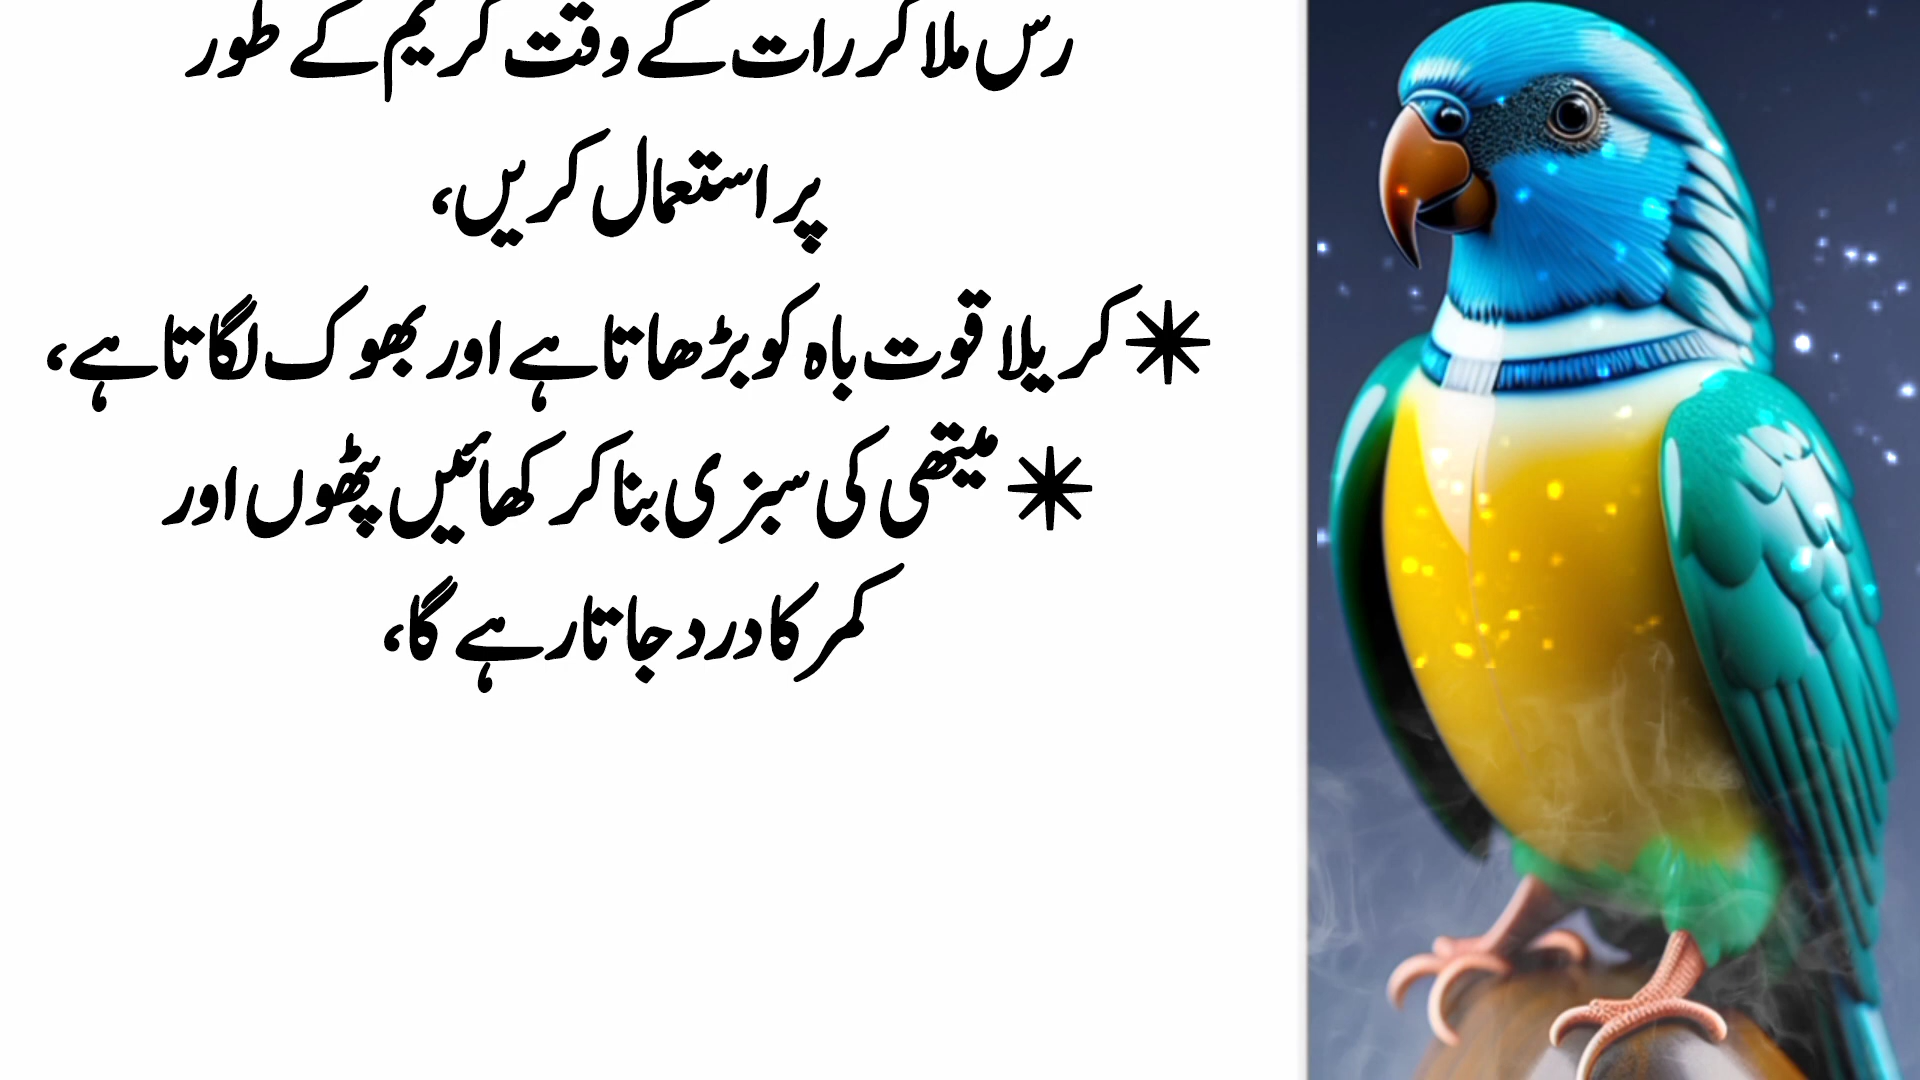 رس ملا کر رات کے وقت کریم کے طور
پر استعمال کریں،
✳کریلا قوت باہ کو بڑھاتا ہے اور بھوک لگاتا ہے،
✳میتھی کی سبزی بنا کر کھائیں پٹھوں اور
کمر کا درد جاتا رہے گا،